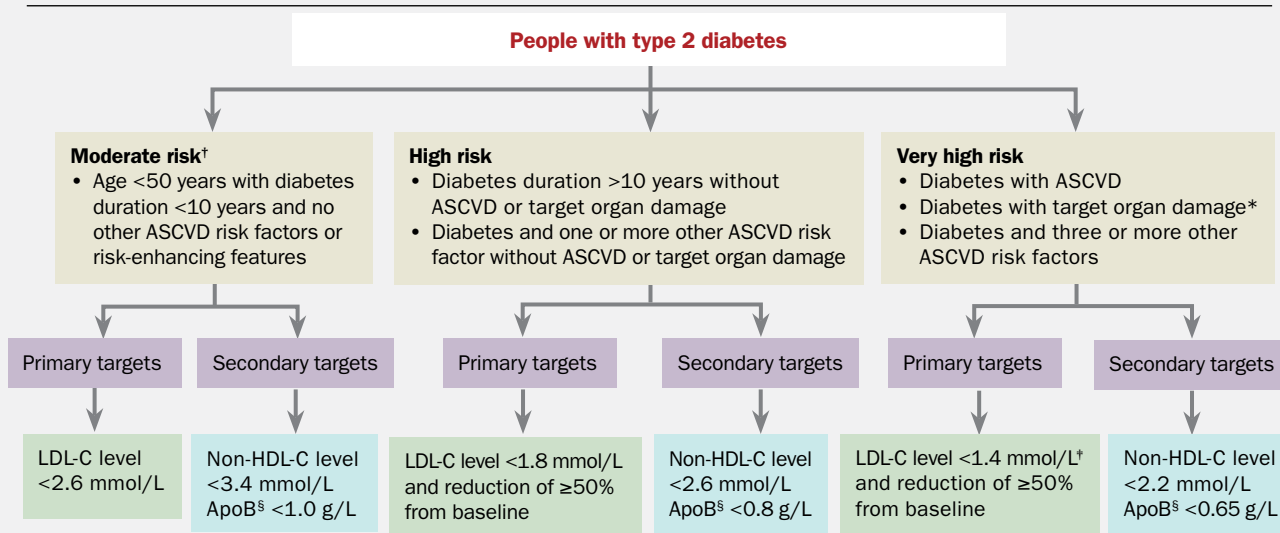 People with type 2 diabetes
Moderate risk†
• Age <50 years with diabetes
duration <10 years and no
other ASCVD risk factors or
risk-enhancing features
High risk
• Diabetes duration >10 years without
ASCVD or target organ damage
• Diabetes and one or more other ASCVD risk
factor without ASCVD or target organ damage
Very high risk
• Diabetes with ASCVD
• Diabetes with target organ damage*
• Diabetes and three or more other
ASCVD risk factors
Primary targets
Secondary targets
Primary targets
Secondary targets
Primary targets
Secondary targets
LDL-C level
<2.6 mmol/L
Non-HDL-C level
<3.4 mmol/L
ApoB§ <1.0 g/L
LDL-C level <1.8 mmol/L
and reduction of ≥50%
from baseline
Non-HDL-C level
<2.6 mmol/L
ApoB§ <0.8 g/L
LDL-C level <1.4 mmol/L†
and reduction of ≥50%
from baseline
Non-HDL-C level
<2.2 mmol/L
ApoB§ <0.65 g/L